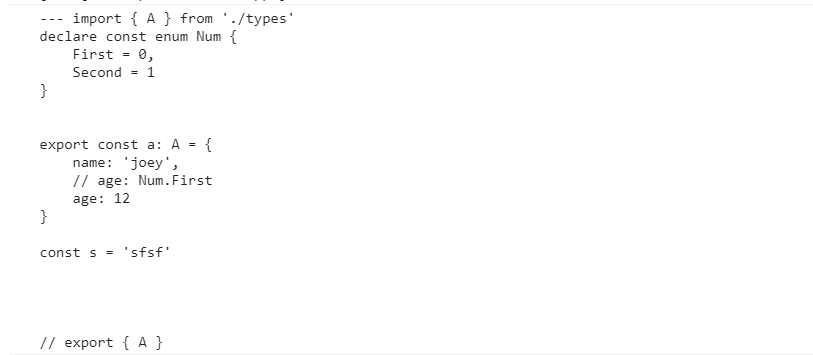 --- import { A } from './types'
declare const enum Num {
    First = 0,
    Second = 1
}
export const a: A = {
    name: 'joey',
    // age: Num.First
    age: 12
}
const s = 'sfsf'
// export { A }